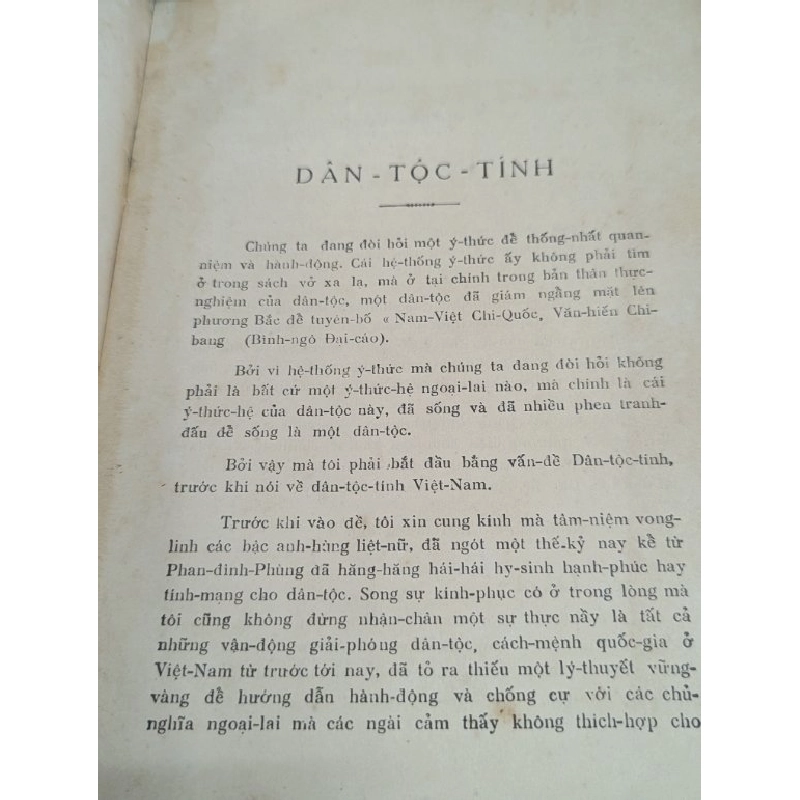 DÂN - TỘC - TÍNH
Chúng ta đang đòi hỏi một ý-thức để thống-nhất quan-
niệm và hành-động. Cái hệ-thống ý-thức ấy không phải tìm
ở trong sách vở xa lạ, mà ở tại chính trong bản thân thực-
nghiệm của dân-tộc, một dân-tộc đã giám ngẩng mặt lên
phương Bắc để tuyên-bố « Nam-Việt Chi-Quốc, Văn-hiến Chi-
bang (Bình-ngô Đại-cáo).
Bởi vì hệ-thống ý-thức mà chúng ta đang đòi hỏi không
phải là bất cứ một ý-thức-hệ ngoại-lai nào, mà chính là cái
ý-thức-hệ của dân-tộc này, đã sống và đã nhiều phen tranh-
đấu để sống là một dân-tộc.
Bởi vậy mà tôi phải bắt đầu bằng vấn-đề Dân-tộc-tính,
trước khi nói về dân-tộc-tính Việt-Nam.
Trước khi vào đề, tôi xin cung kính mà tâm-niệm vong-
linh các bậc anh-hùng liệt-nữ, đã ngót một thế-kỷ nay kể từ
Phan-đình-Phùng đã hăng-hăng hái-hái hy-sinh hạnh-phúc hay
tính-mạng cho dân-tộc. Song sự kính-phục có ở trong lòng mà
tôi cũng không đừng nhận-chân một sự thực nầy là tất cả
những vận-động giải-phóng dân-tộc, cách-mệnh quốc-gia ở
Việt-Nam từ trước tới nay, đã tỏ ra thiếu một lý-thuyết vững-
vàng để hướng dẫn hành-động và chống cự với các chủ-
nghĩa ngoại-lai mà các ngài cảm thấy không thích-hợp cho